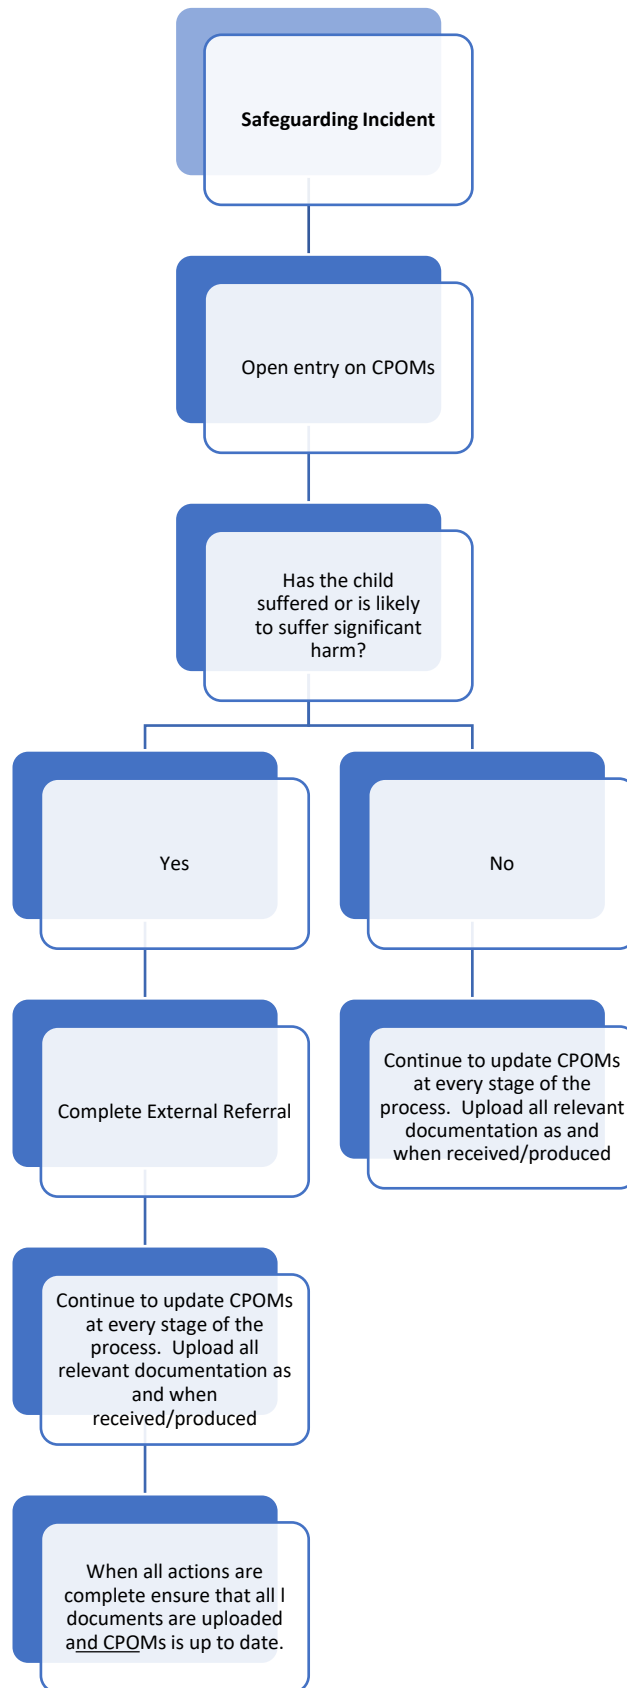 Safeguarding Incident
Open entry on CPOMs
Has the child
suffered or is likely
to suffer significant
harm?
Yes
No
Complete External Referral
Continue to update CPOMs
at every stage of the
process. Upload all relevant
documentation as and
when received/produced
Continue to update CPOMs
at every stage of the
process. Upload all
relevant documentation as
and when
received/produced
When all actions are
complete ensure that all l
documents are uploaded
and CPOMs is up to date.